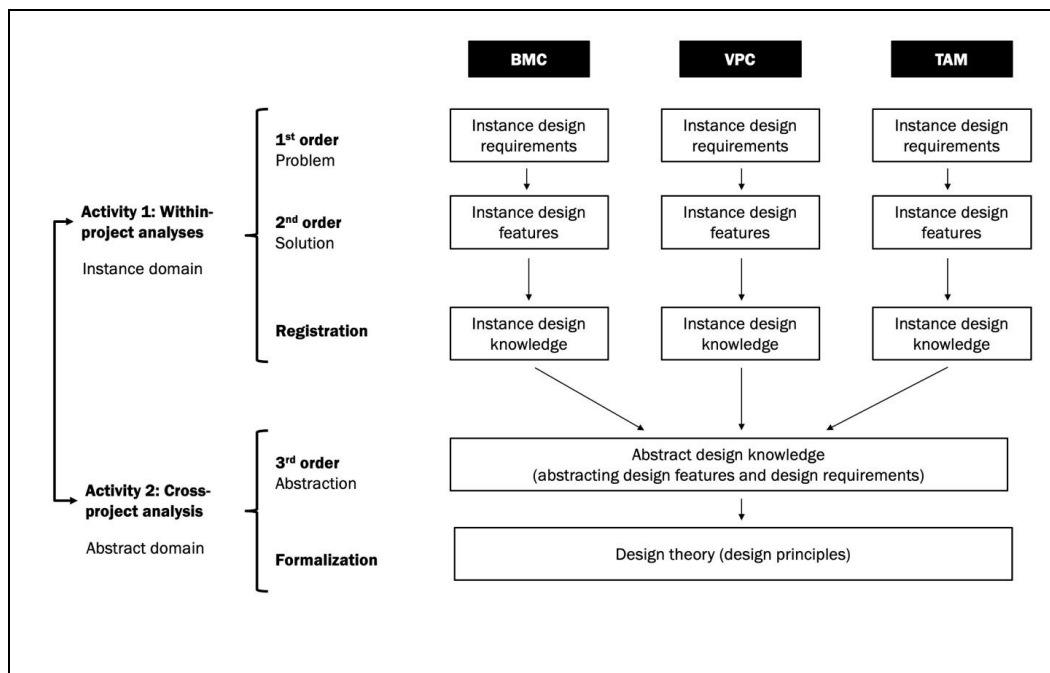 BMC
VPC
TAM
1st order
Problem
Instance design
requirements
Instance design
requirements
Instance design
requirements
Activity 1: Within-
project analyses
Instance domain
2nd order
Solution
Instance design
features
Instance design
features
Instance design
features
Registration
Instance design
knowledge
Instance design
knowledge
Instance design
knowledge
Activity 2: Cross-
project analysis
Abstract domain
3rd order
Abstraction
Abstract design knowledge
(abstracting design features and design requirements)
Formalization
Design theory (design principles)